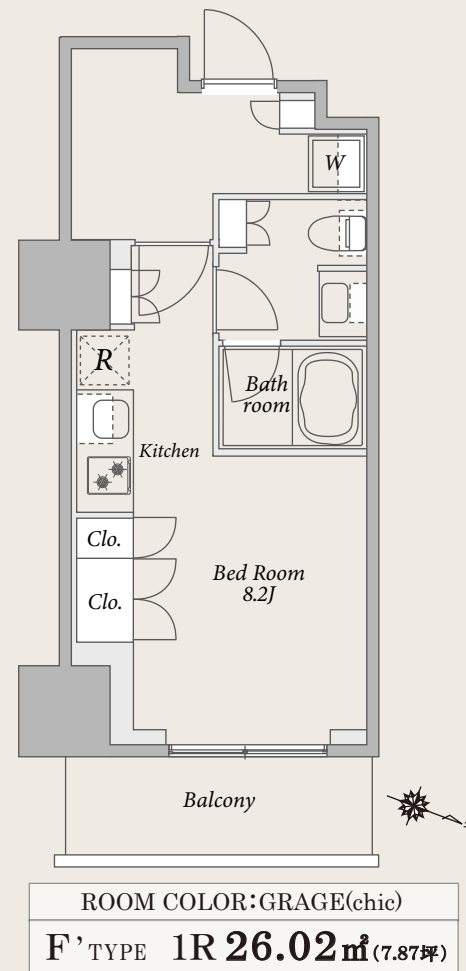 W
R
Bath
room
Kitchen
Clo.
Clo.
Bed Room
8.2J
Balcony
ROOM COLOR:GRAGE(chic)
F’TYPE 1R 26.02㎡(7.87坪)